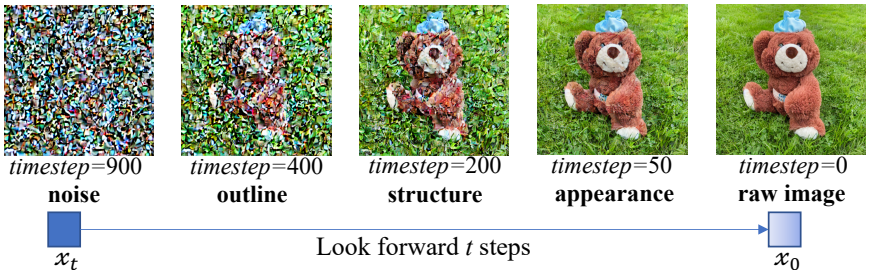 timestep=900 timestep=400 timestep=200 timestep=50 timestep=0
noise outline structure appearance raw image
Look forward t steps
x_t x_0